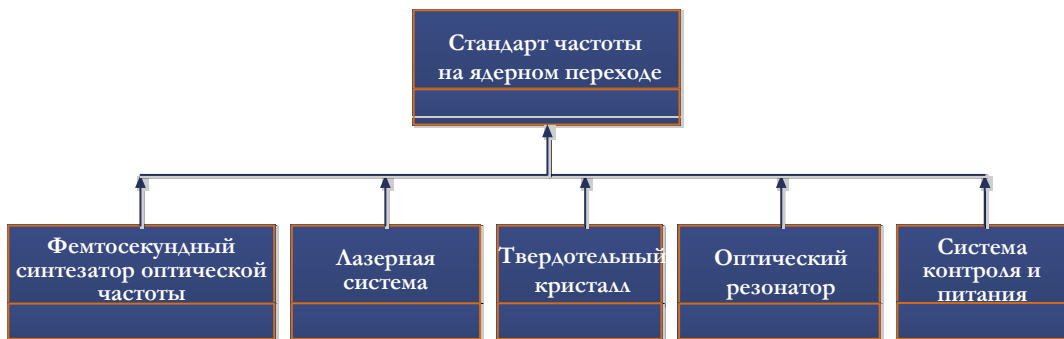 Стандарт частоты
на ядерном переходе
Фемтосекундный
синтезатор оптической
частоты
Лазерная
система
Твердотельный
кристалл
Оптический
резонатор
Система
контроля и
питания